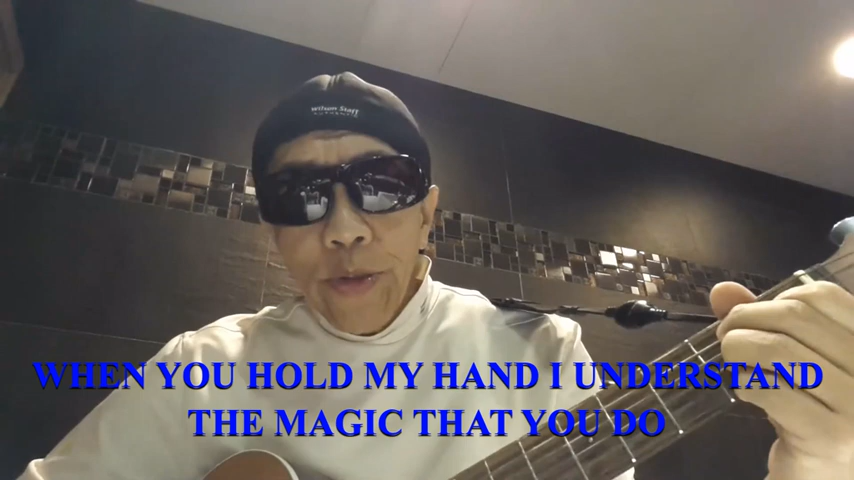 Wilson Staff
WHEN YOU HOLD MY HAND I UNDERSTAND
THE MAGIC THAT YOU DO